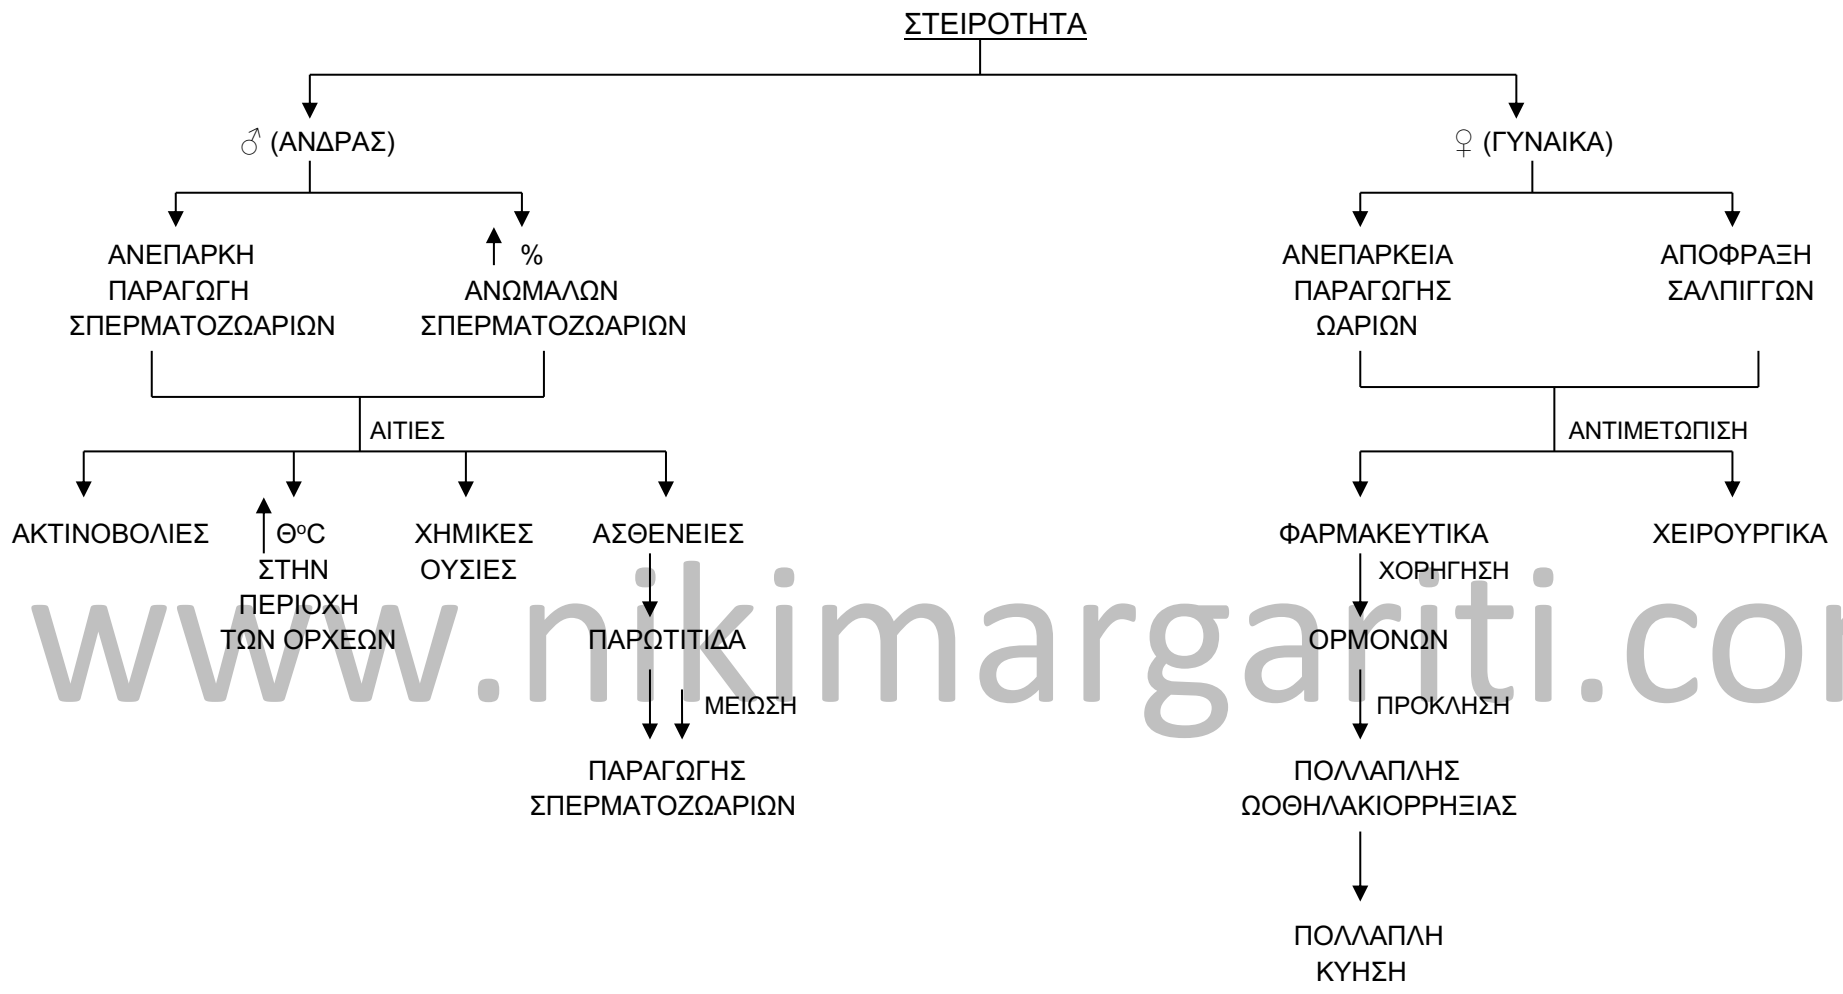 ΣΤΕΙΡΟΤΗΤΑ
♂ (ΑΝΔΡΑΣ)
♀ (ΓΥΝΑΙΚΑ)
ΑΝΕΠΑΡΚΗ
ΠΑΡΑΓΩΓΗ
ΣΠΕΡΜΑΤΟΖΩΑΡΙΩΝ
↑ %
ΑΝΩΜΑΛΩΝ
ΣΠΕΡΜΑΤΟΖΩΑΡΙΩΝ
ΑΝΕΠΑΡΚΕΙΑ
ΠΑΡΑΓΩΓΗΣ
ΩΑΡΙΩΝ
ΑΠΟΦΡΑΞΗ
ΣΑΛΠΙΓΓΩΝ
ΑΙΤΙΕΣ
ΑΝΤΙΜΕΤΩΠΙΣΗ
ΑΚΤΙΝΟΒΟΛΙΕΣ
↑ Θ°C
ΣΤΗΝ
ΠΕΡΙΟΧΗ
ΤΩΝ ΟΡΧΕΩΝ
ΧΗΜΙΚΕΣ
ΟΥΣΙΕΣ
ΑΣΘΕΝΕΙΕΣ
ΠΑΡΩΤΙΤΙΔΑ
ΜΕΙΩΣΗ
ΠΑΡΑΓΩΓΗΣ
ΣΠΕΡΜΑΤΟΖΩΑΡΙΩΝ
ΦΑΡΜΑΚΕΥΤΙΚΑ
ΧΟΡΗΓΗΣΗ
ΟΡΜΟΝΩΝ
ΠΡΟΚΛΗΣΗ
ΠΟΛΛΑΠΛΗΣ
ΩΟΘΗΛΑΚΙΟΡΡΗΞΙΑΣ
ΠΟΛΛΑΠΛΗ
ΚΥΗΣΗ
ΧΕΙΡΟΥΡΓΙΚΑ
www.nikimargariti.co